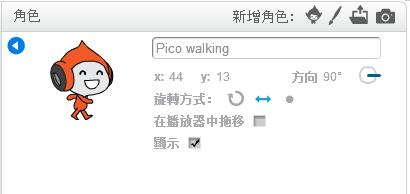 角色 新增角色:
Pico walking
x: 44 y: 13 方向 90°
旋轉方式:
在播放器中拖移
顯示